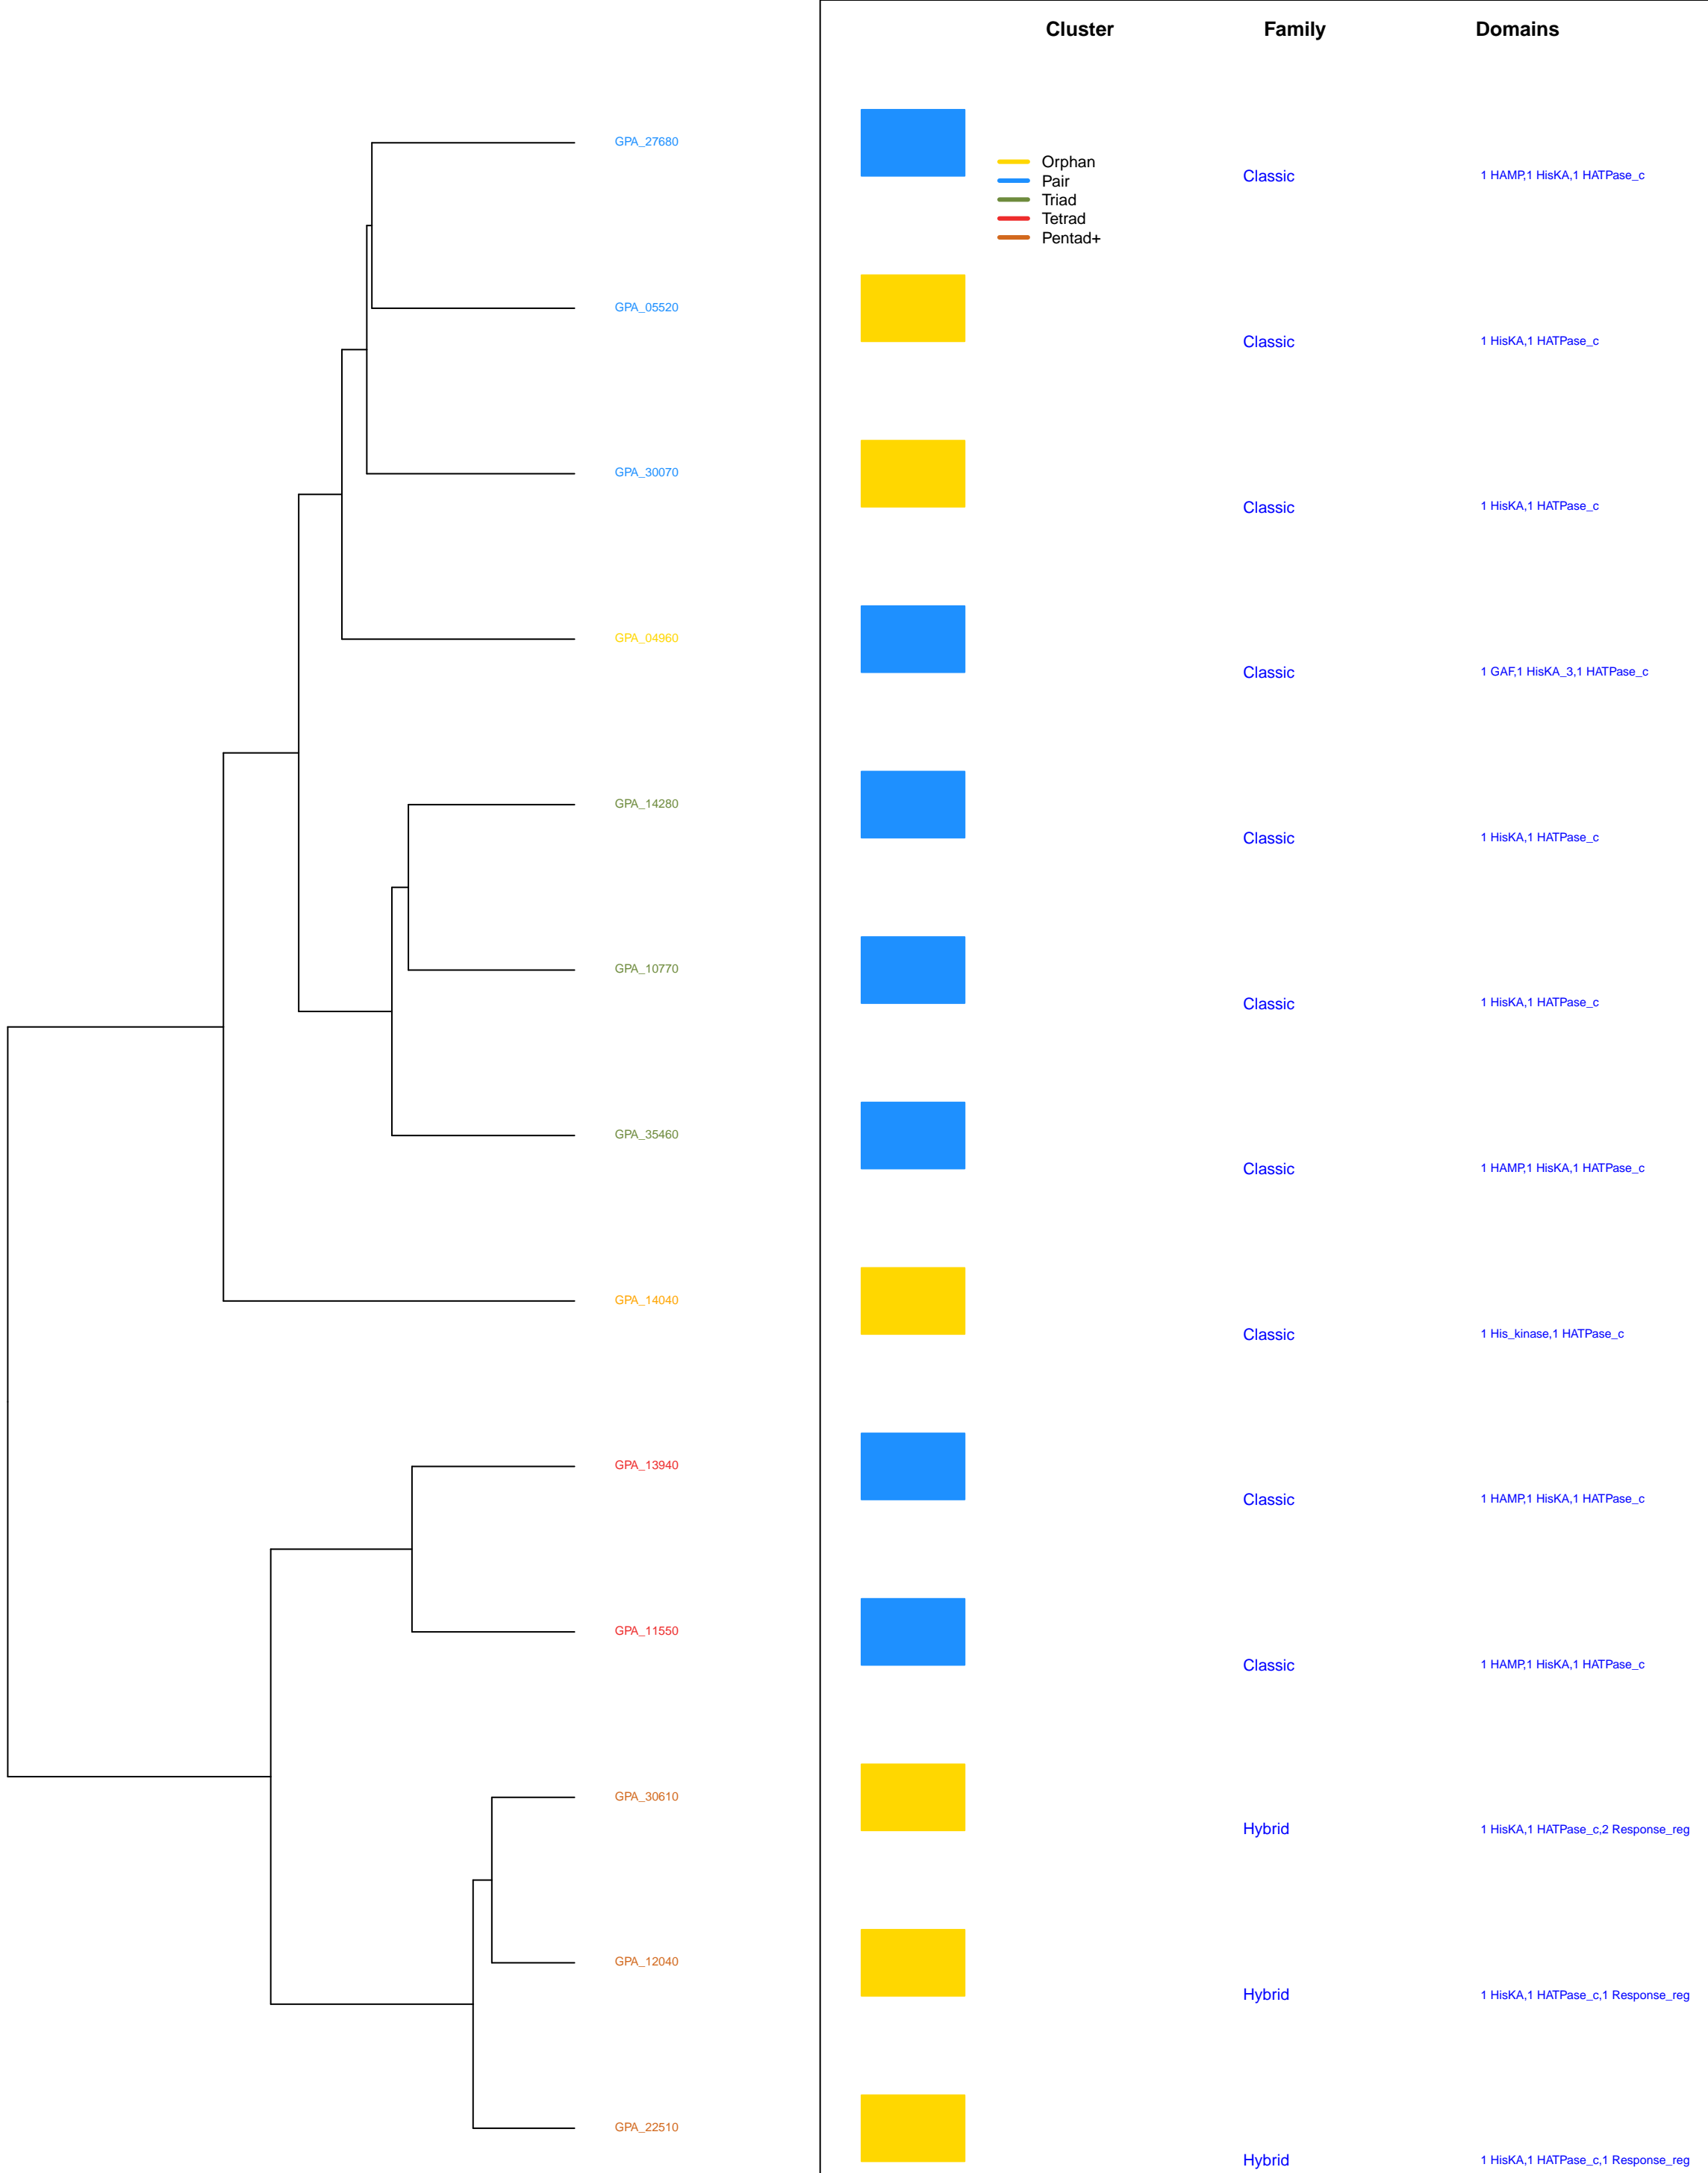 Cluster Family Domains
GPA_27680
Orphan
Pair
Triad
Tetrad
Pentad+
Classic 1 HAMP,1 HisKA,1 HATPase_c
GPA_05520
Classic 1 HisKA,1 HATPase_c
GPA_30070
Classic 1 HisKA,1 HATPase_c
GPA_04960
Classic 1 GAF,1 HisKA_3,1 HATPase_c
GPA_14280
Classic 1 HisKA,1 HATPase_c
GPA_10770
Classic 1 HisKA,1 HATPase_c
GPA_35460
Classic 1 HAMP,1 HisKA,1 HATPase_c
GPA_14040
Classic 1 His_kinase,1 HATPase_c
GPA_13940
Classic 1 HAMP,1 HisKA,1 HATPase_c
GPA_11550
Classic 1 HAMP,1 HisKA,1 HATPase_c
GPA_30610
Hybrid 1 HisKA,1 HATPase_c,2 Response_reg
GPA_12040
Hybrid 1 HisKA,1 HATPase_c,1 Response_reg
GPA_22510
Hybrid 1 HisKA,1 HATPase_c,1 Response_reg